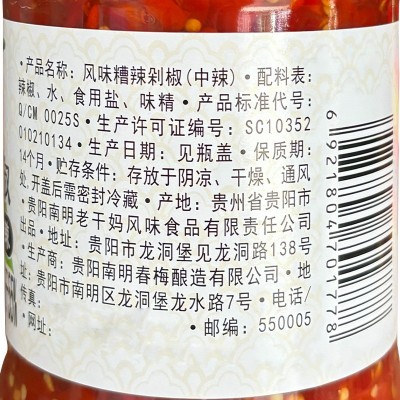 ·产品名称：风味糟辣剁椒(中辣)·配料表：
辣椒、水、食用盐、味精·产品标准代号：
Q/CM 0025S·生产许可证编号：SC10352
010210134·生产日期：见瓶盖·保质期：
14个月·贮存条件：存放于阴凉、干燥、通风
处,开盖后需密封冷藏·产地：贵州省贵阳市
·贵阳南明老干妈风味食品有限责任公司
出品·地址：贵阳市龙洞堡见龙洞路138号
·生产商：贵阳南明春梅酿造有限公司·地
址：贵阳市南明区龙洞堡龙水路7号·电话/
传真：
·网址：
·邮编：550005
6921804701778